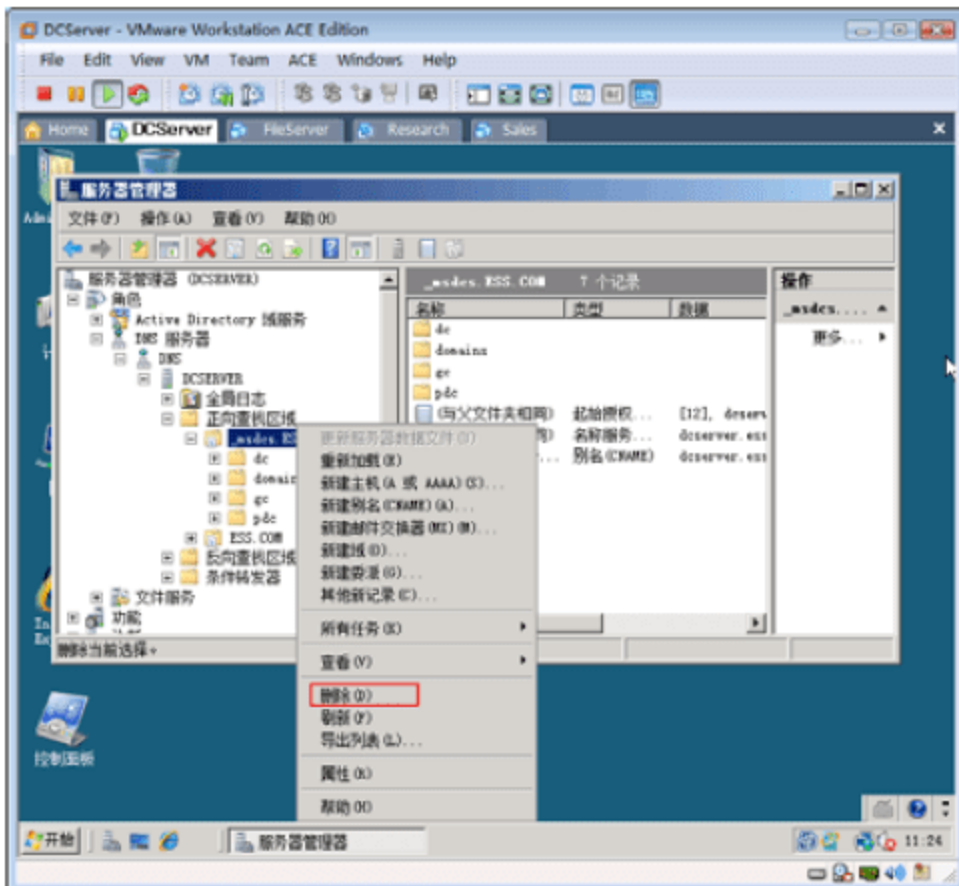 DCServer - VMware Workstation ACE Edition
File Edit View VM Team ACE Windows Help
Home DCServer FileServer Research Sales
服务器管理器
文件(F) 操作(A) 查看(V) 帮助(H)
服务器管理器 (DCSERVER)
角色
Active Directory 域服务
DNS 服务器
DNS
DCSERVER
全局日志
正向查找区域
_msdcs.ES
dc
domain
gc
pdc
ESS.COM
反向查找区域
条件转发器
文件服务
功能
_msdcs.ESS.COM 7 个记录
名称 类型 数据
dc
domains
gc
pdc
(与父文件夹相同) 起始授权... [12], dcserv
名称服务... dcserver.ess
别名(CNAME) dcserver.ess
操作
_msdcs....
更多...
更新服务器数据文件(U)
重新加载(E)
新建主机(A 或 AAAA)(S)...
新建别名(CNAME)(A)...
新建邮件交换器(MX)(M)...
新建域(O)...
新建委派(G)...
其他新记录(C)...
所有任务(K)
查看(V)
删除(D)
刷新(F)
导出列表(L)...
属性(R)
帮助(H)
删除当前选择。
控制面板
开始 服务器管理器 11:24